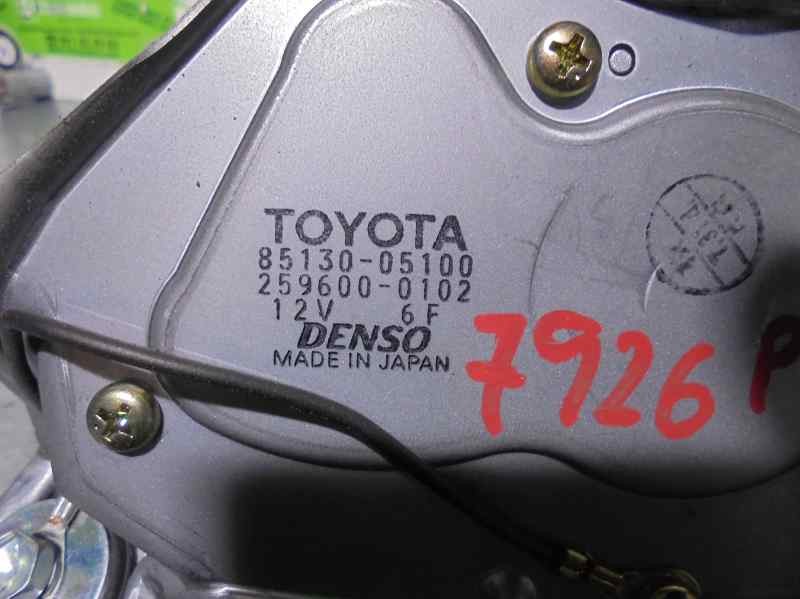 TOYOTA
85130-05100
259600-0102
12V 6F
DENSO
MADE IN JAPAN
7926 P